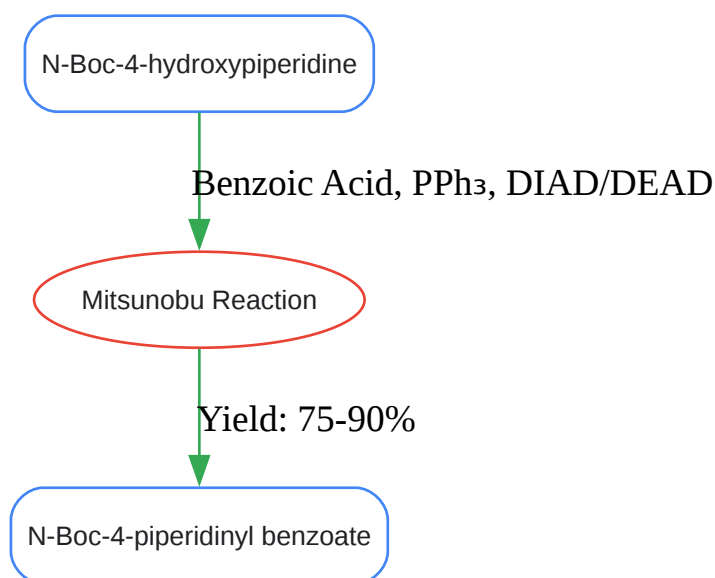 N-Boc-4-hydroxypiperidine
Benzoic Acid, PPh₃, DIAD/DEAD
Mitsunobu Reaction
Yield: 75-90%
N-Boc-4-piperidinyl benzoate